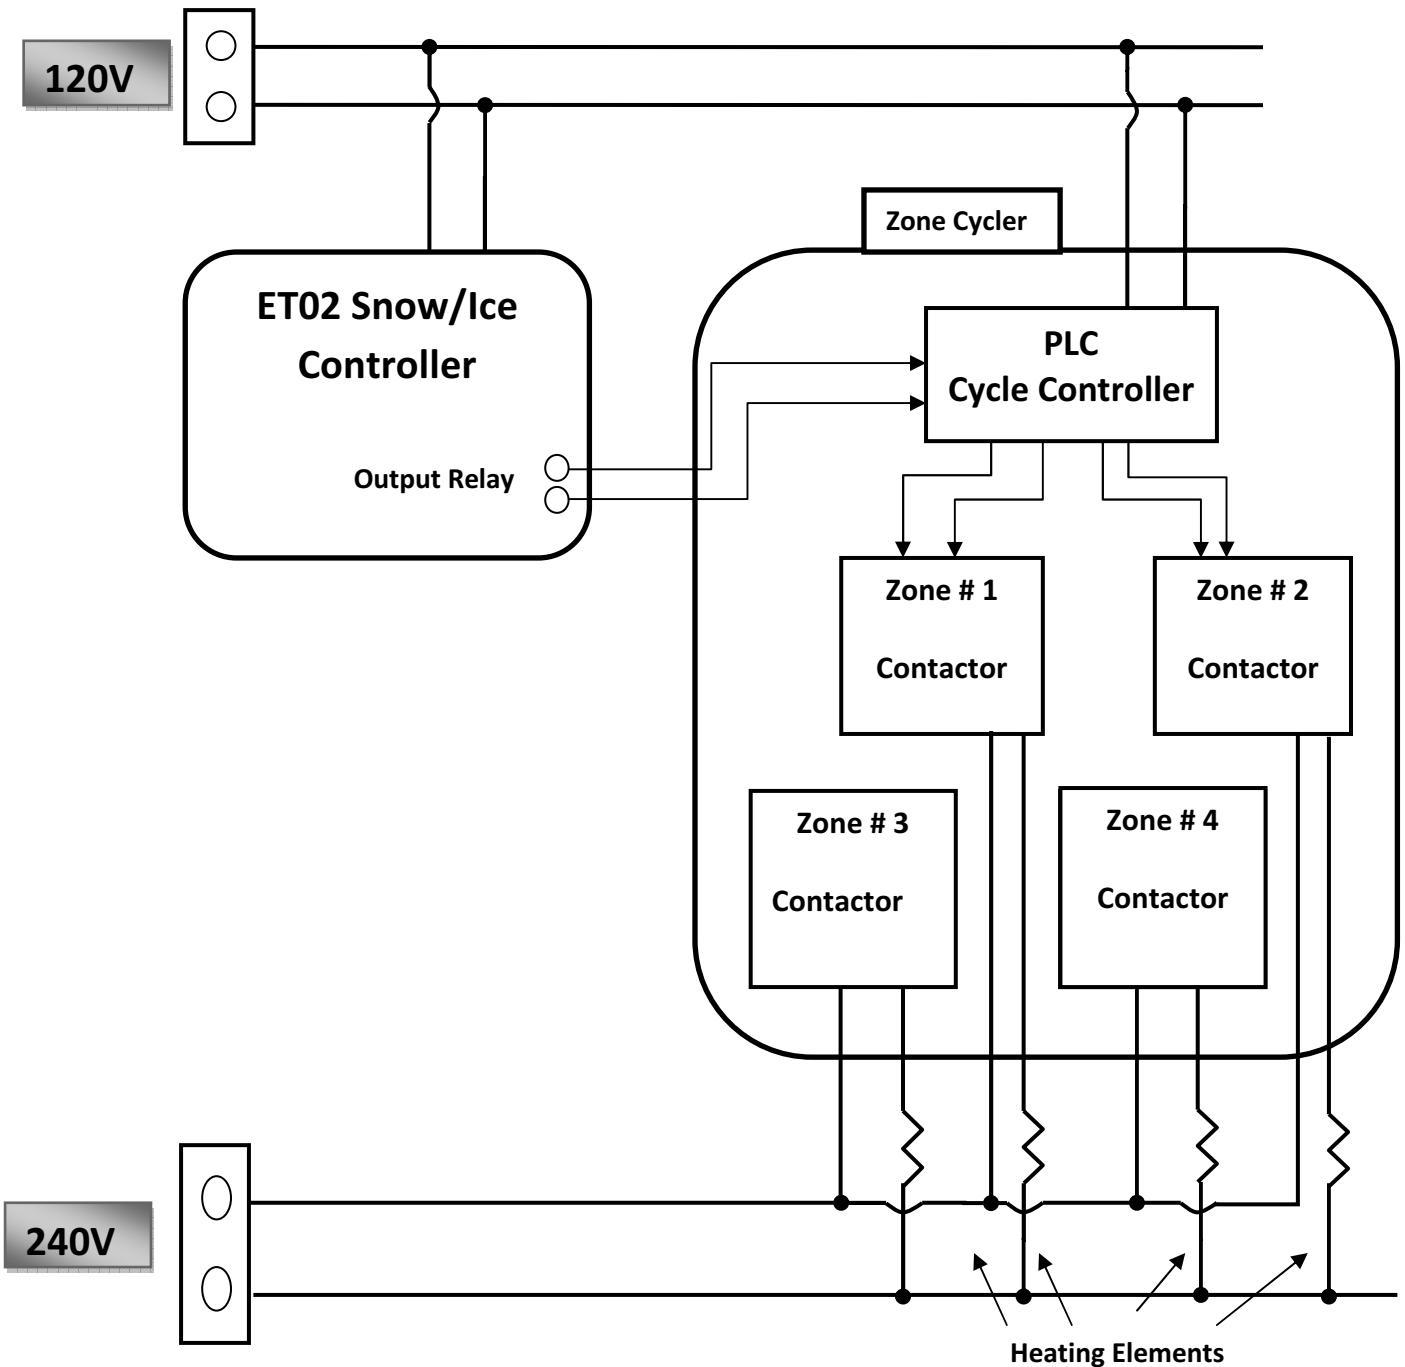 120V
Zone Cycler
ET02 Snow/Ice
Controller
Output Relay
PLC
Cycle Controller
Zone # 1
Contactor
Zone # 2
Contactor
Zone # 3
Contactor
Zone # 4
Contactor
240V
Heating Elements